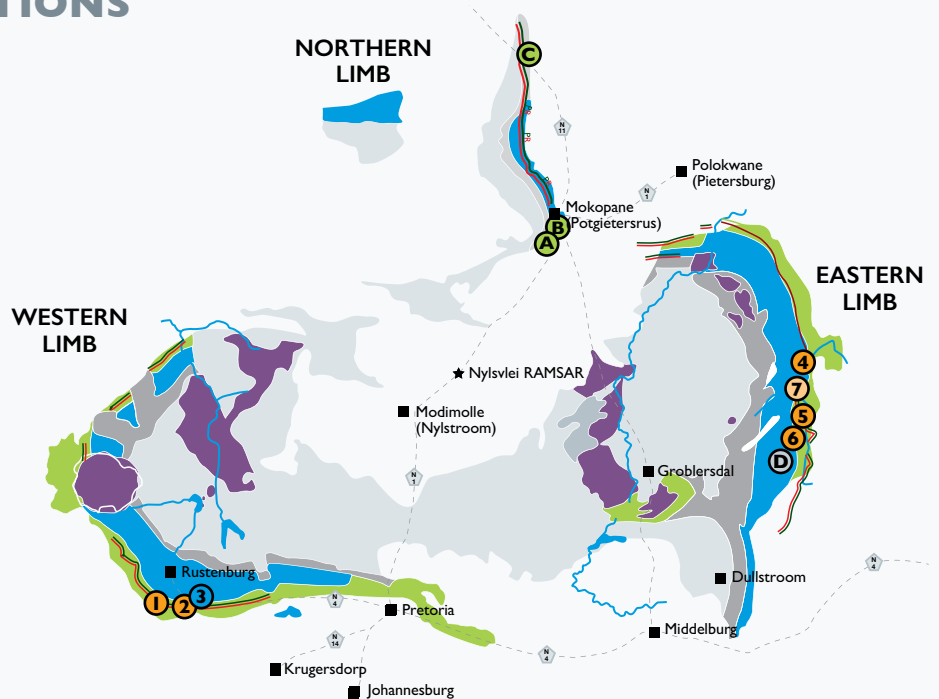 TIONS
NORTHERN
LIMB
C
N
11
PR
Polokwane
(Pietersburg)
N
1
Mokopane
(Potgietersrus)
B
A
EASTERN
LIMB
WESTERN
LIMB
4
Nylsvlei RAMSAR
7
Modimolle
(Nylstroom)
5
6
D
Groblersdal
N
1
Rustenburg
Dullstroom
N
4
1
2
3
N
4
Pretoria
Middelburg
N
14
N
4
Krugersdorp
Johannesburg